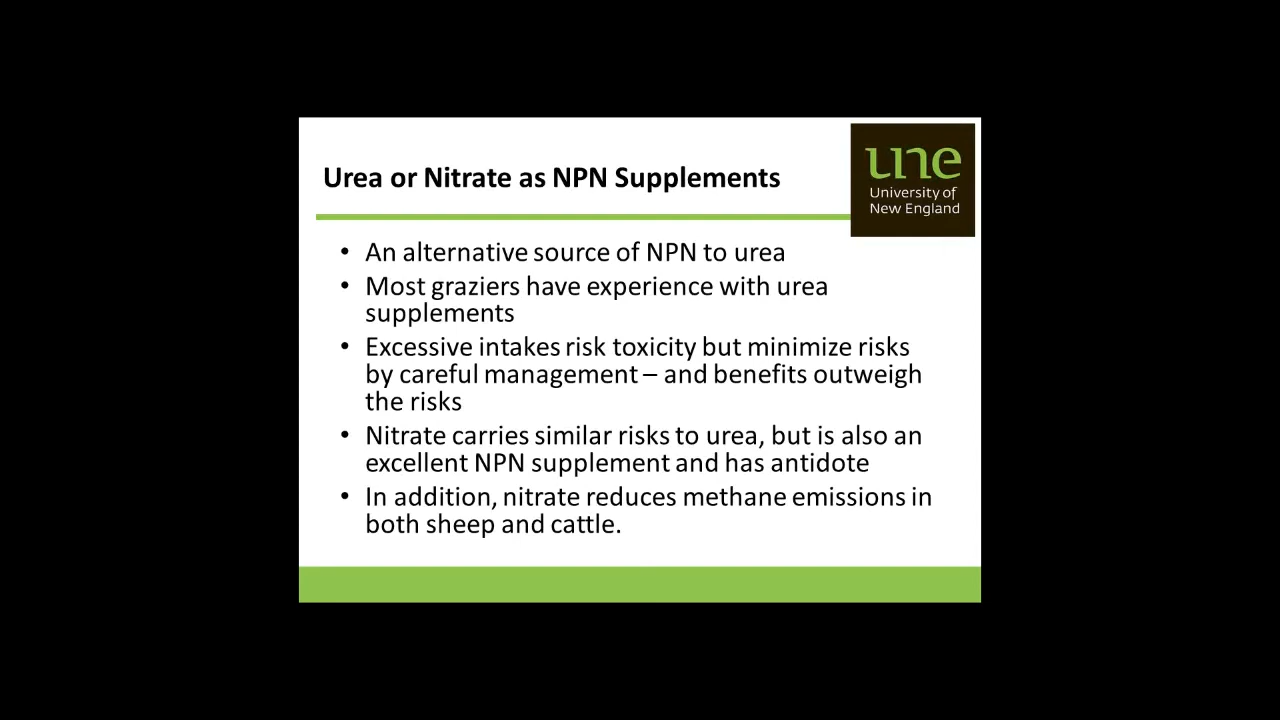 Urea or Nitrate as NPN Supplements
une
University of
New England
• An alternative source of NPN to urea
• Most graziers have experience with urea
supplements
• Excessive intakes risk toxicity but minimize risks
by careful management – and benefits outweigh
the risks
• Nitrate carries similar risks to urea, but is also an
excellent NPN supplement and has antidote
• In addition, nitrate reduces methane emissions in
both sheep and cattle.